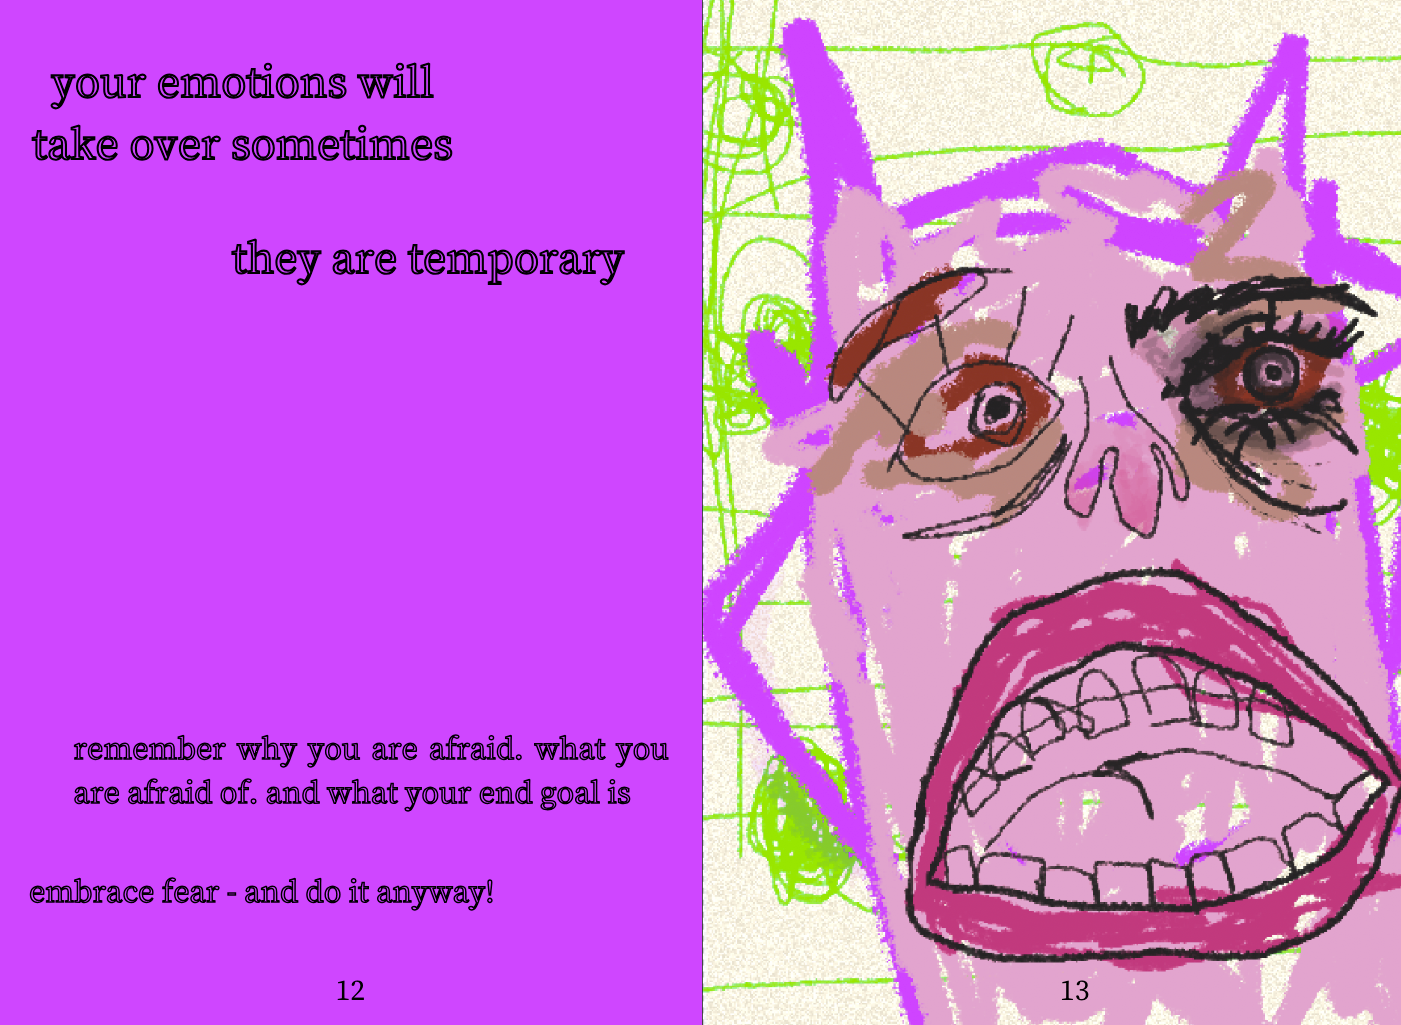 your emotions will
take over sometimes
they are temporary
remember why you are afraid. what you
are afraid of. and what your end goal is
embrace fear - and do it anyway!
12
13